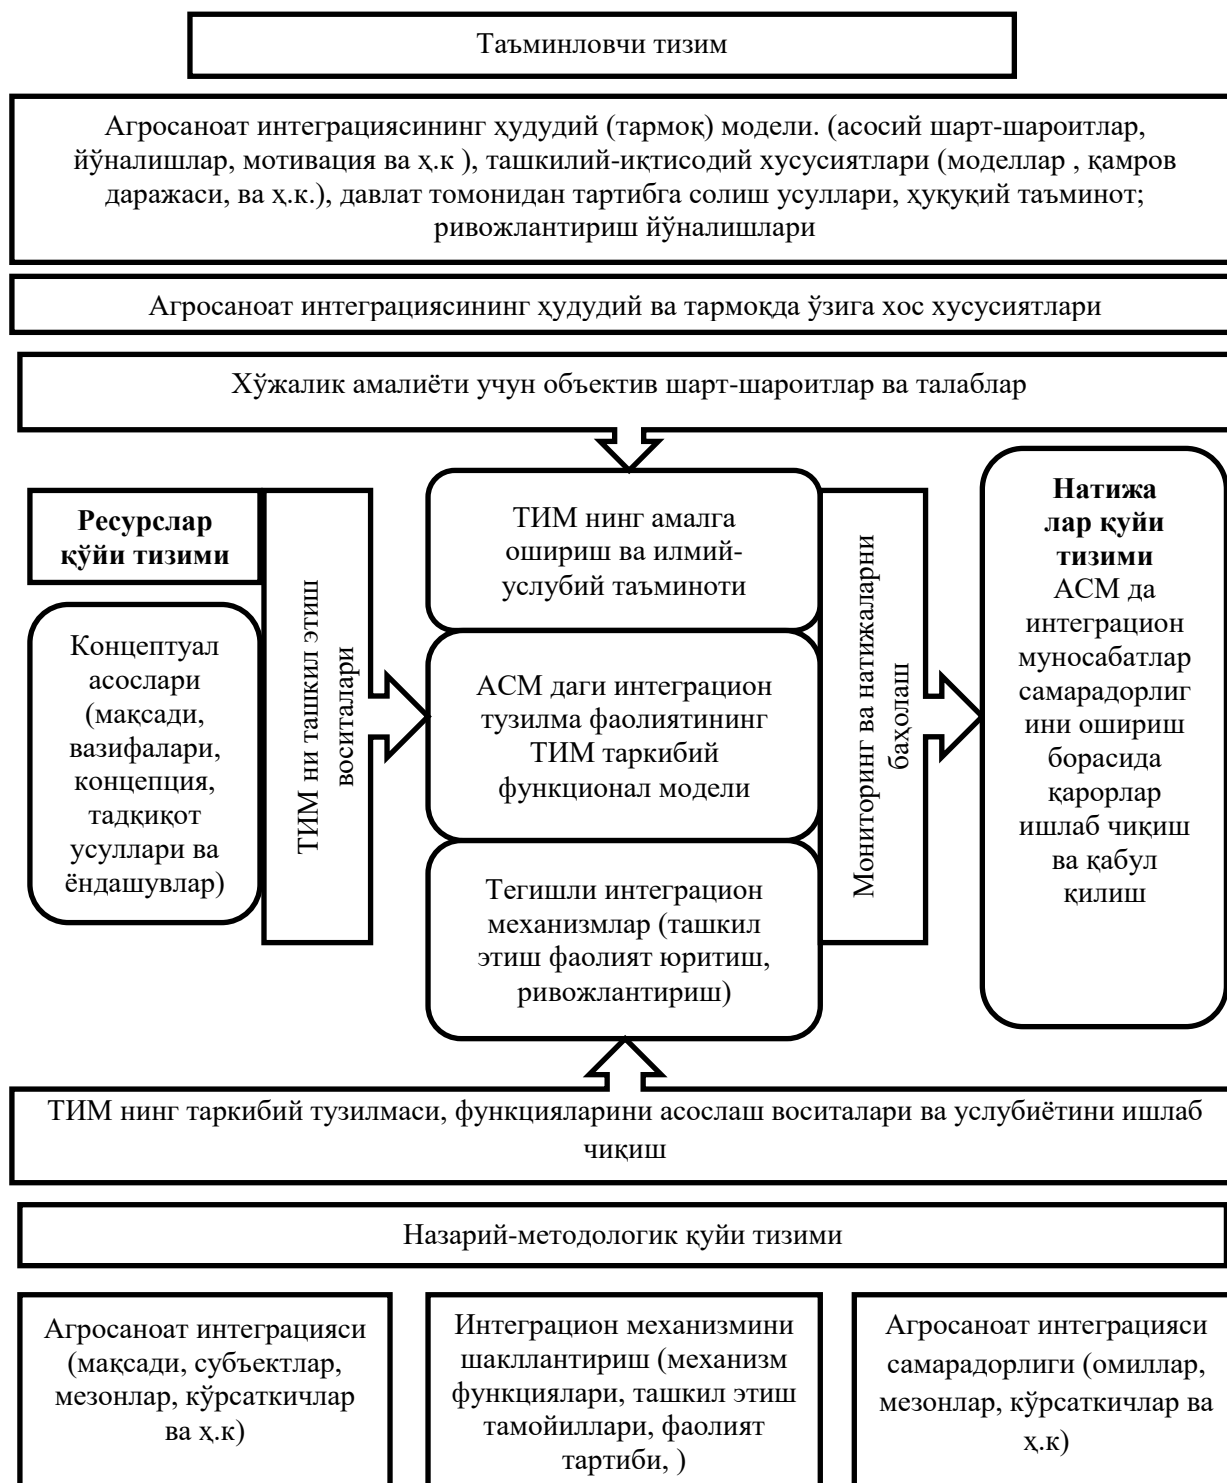 Таъминловчи тизим
Агросаноат интеграциясининг ҳудудий (тармоқ) модели. (асосий шарт-шароитлар,
йўналишлар, мотивация ва ҳ.к ), ташкилий-иқтисодий хусусиятлари (моделлар , қамров
даражаси, ва ҳ.к.), давлат томонидан тартибга солиш усуллари, ҳуқуқий таъминот;
ривожлантириш йўналишлари
Агросаноат интеграциясининг ҳудудий ва тармоқда ўзига хос хусусиятлари
Хўжалик амалиёти учун объектив шарт-шароитлар ва талаблар
Ресурслар
қўйи тизими
Концептуал
асослари
(мақсади,
вазифалари,
концепция,
тадқиқот
усуллари ва
ёндашувлар)
ТИМ ни ташкил этиш
воситалари
ТИМ нинг амалга
ошириш ва илмий-
услубий таъминоти
АСМ даги интеграцион
тузилма фаолиятининг
ТИМ таркибий
функционал модели
Тегишли интеграцион
механизмлар (ташкил
этиш фаолият юритиш,
ривожлантириш)
Мониторинг ва натижаларни
баҳолаш
Натижа
лар қуйи
тизими
АСМ да
интеграцион
муносабатлар
самарадорлиг
ини ошириш
борасида
қарорлар
ишлаб чиқиш
ва қабул
қилиш
ТИМ нинг таркибий тузилмаси, функцияларини асослаш воситалари ва услубиётини ишлаб
чиқиш
Назарий-методологик қуйи тизими
Агросаноат интеграцияси
(мақсади, субъектлар,
мезонлар, кўрсаткичлар
ва ҳ.к)
Интеграцион механизмини
шакллантириш (механизм
функциялари, ташкил этиш
тамойиллари, фаолият
тартиби, )
Агросаноат интеграцияси
самарадорлиги (омиллар,
мезонлар, кўрсаткичлар ва
ҳ.к)